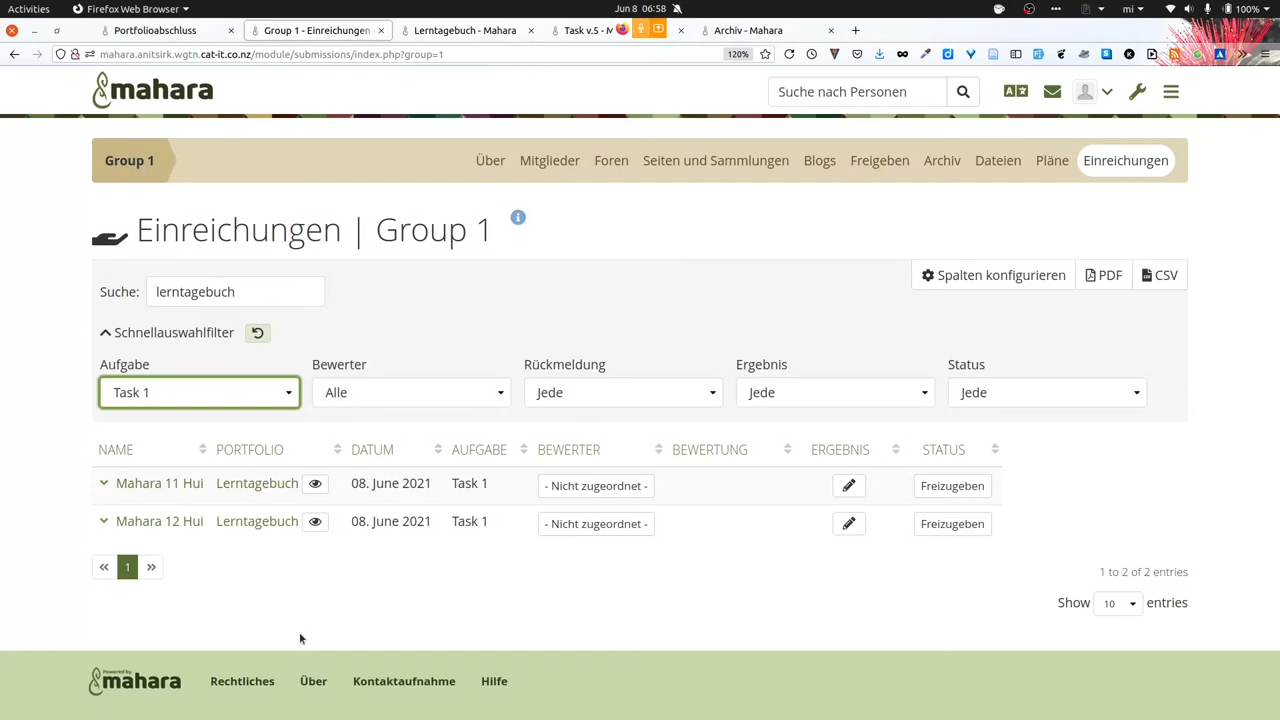 Activities Firefox Web Browser Jun 8 06:58 mi 100%
Portfolioabschluss × Group 1 - Einreichungen × Lerntagebuch - Mahara × Task v.5 - M × Archiv - Mahara ×
mahara.anitsirk.wgtn.cat-it.co.nz/module/submissions/index.php?group=1 120%
mahara Suche nach Personen
Group 1 Über Mitglieder Foren Seiten und Sammlungen Blogs Freigeben Archiv Dateien Pläne Einreichungen
Einreichungen | Group 1
Spalten konfigurieren PDF CSV
Suche: lerntagebuch
Schnellauswahlfilter
Aufgabe Bewerter Rückmeldung Ergebnis Status
Task 1 Alle Jede Jede Jede
NAME PORTFOLIO DATUM AUFGABE BEWERTER BEWERTUNG ERGEBNIS STATUS
Mahara 11 Hui Lerntagebuch 08. June 2021 Task 1 - Nicht zugeordnet - Freizugeben
Mahara 12 Hui Lerntagebuch 08. June 2021 Task 1 - Nicht zugeordnet - Freizugeben
« 1 »
1 to 2 of 2 entries
Show 10 entries
Powered by
mahara Rechtliches Über Kontaktaufnahme Hilfe